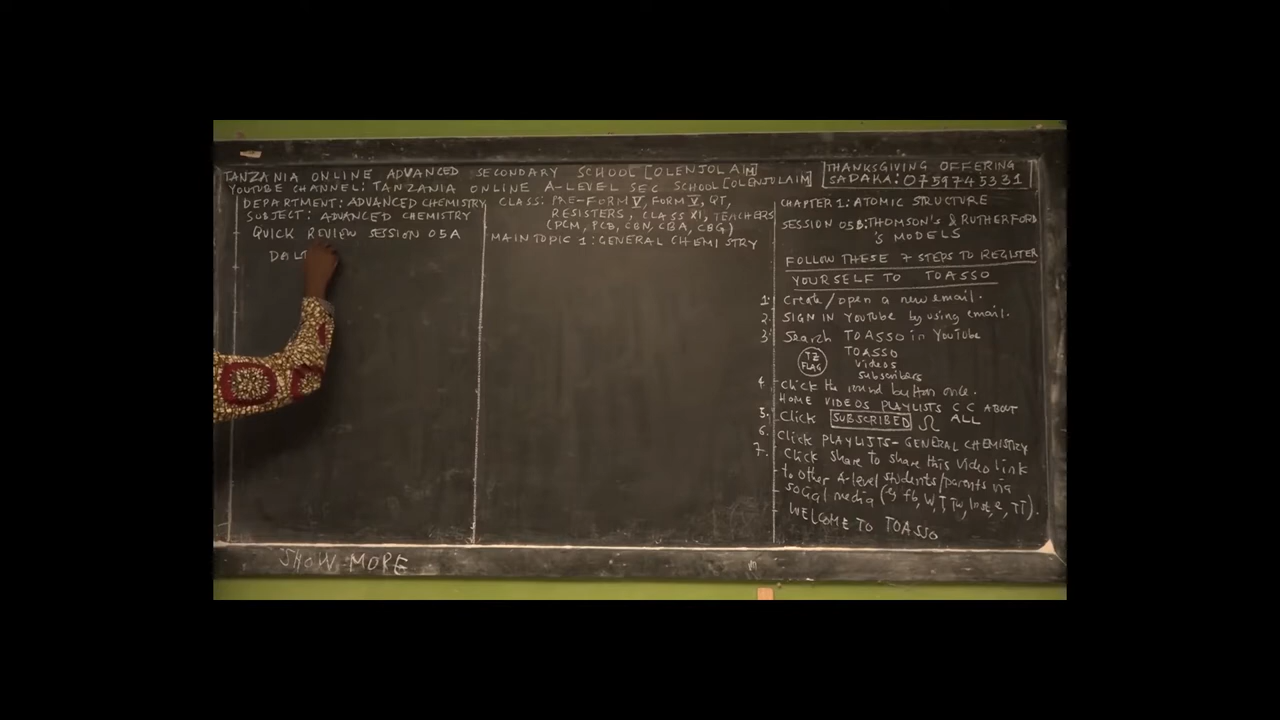 TANZANIA ONLINE ADVANCED SECONDARY SCHOOL [OLENJOLAIM]
YOUTUBE CHANNEL: TANZANIA ONLINE A-LEVEL SEC SCHOOL [OLENJOLAIM]
THANKSGIVING OFFERING
SADAKA: 0759745331
DEPARTMENT: ADVANCED CHEMISTRY
SUBJECT: ADVANCED CHEMISTRY
QUICK REVIEW SESSION 05A
DALT
CLASS: PRE-FORM V, FORM V, QT,
RESISTERS, CLASS XI, TEACHERS
(PCM, PCB, CBN, CBA, CBG)
MAIN TOPIC 1: GENERAL CHEMISTRY
CHAPTER 1: ATOMIC STRUCTURE
SESSION 05B: THOMSON'S & RUTHERFORD
'S MODELS
FOLLOW THESE 7 STEPS TO REGISTER
YOURSELF TO TOASSO
1. Create/open a new email.
2. SIGN IN YOUTUBE by using email.
3. Search TOASSO in YouTube
TZ FLAG
TOASSO
videos
subscribers
4. Click the round button once.
HOME VIDEOS PLAYLISTS C C ABOUT
5. Click SUBSCRIBED ALL
6. Click PLAYLISTS - GENERAL CHEMISTRY
7. Click share to share this video link
to other A-level students/parents via
social media (eg fb, W, T, Tw, TT).
WELCOME TO TOASSO
SHOW MORE